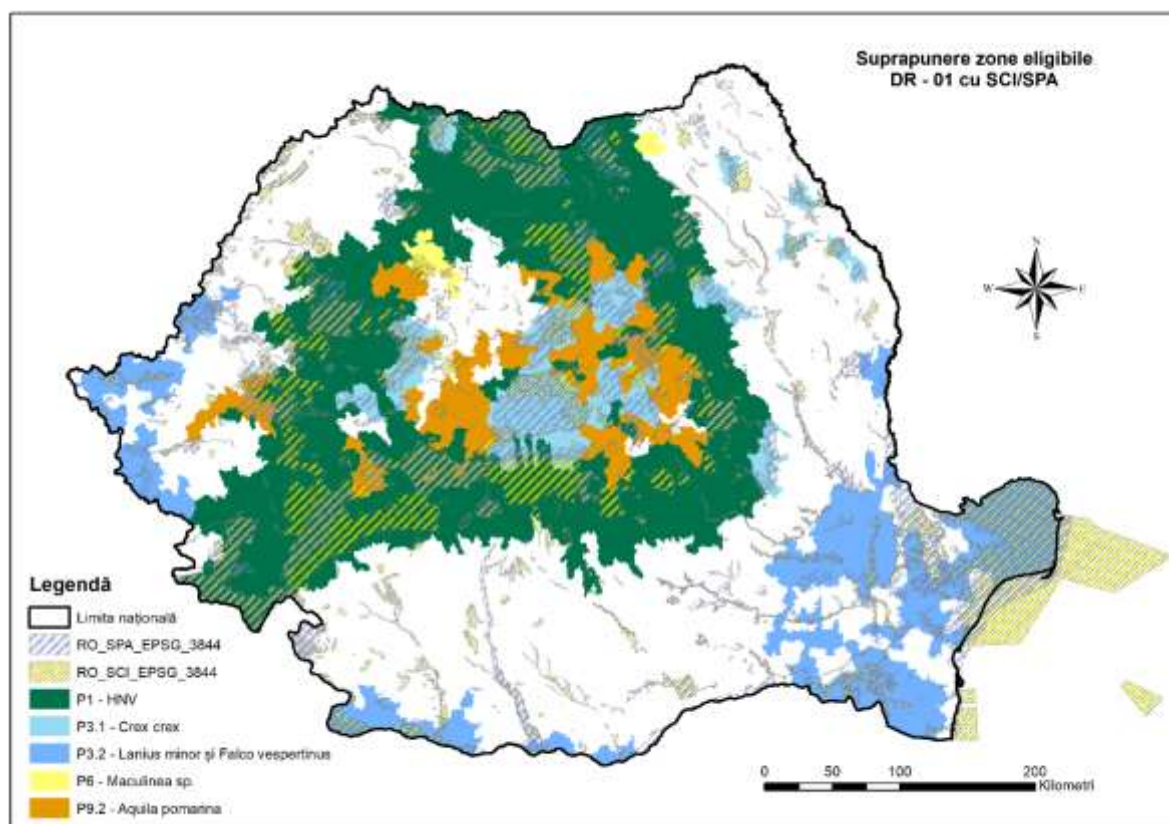 Suprapunere zone eligibile
DR - 01 cu SCI/SPA
N
W
E
S
Legendă
Limita națională
RO_SPA_EPSG_3844
RO_SCI_EPSG_3844
P1 - HNV
P3.1 - Crex crex
P3.2 - Lanius minor și Falco vespertinus
P6 - Maculinea sp.
P9.2 - Aquila pomarina
0 50 100 200
Kilometri